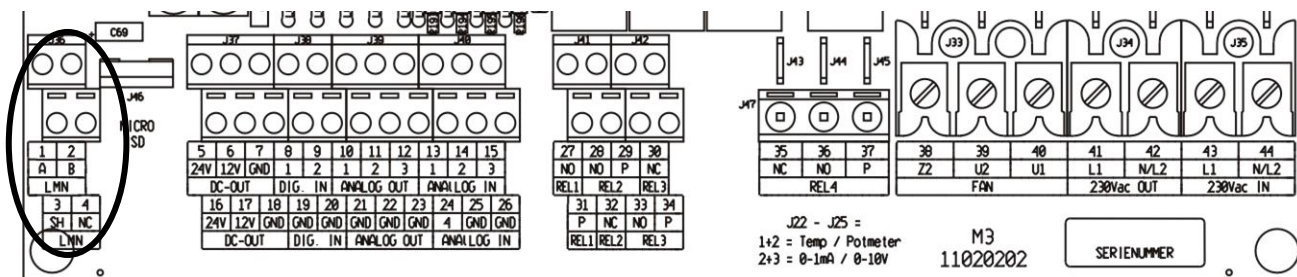 J36 C69 J37 J38 J39 J40 J41 J42 J43 J44 J45 J33 J34 J35
J46 J47
MICRO
SD
1 2 5 6 7 8 9 10 11 12 13 14 15 27 28 29 30 35 36 37 38 39 40 41 42 43 44
A B 24V 12V GND 1 2 1 2 3 1 2 3 NO NO P NC NC NO P Z2 U2 U1 L1 N/L2 L1 N/L2
LMN DC-OUT DIG. IN ANALOG OUT ANALLOG IN REL1 REL2 REL3 REL4 FAN 230Vac OUT 230Vac IN
3 4 16 17 18 19 20 21 22 23 24 25 26 31 32 33 34
SH NC 24V 12V GND GND GND GND GND GND 4 GND GND P NC NO P
LMN DC-OUT DIG. IN ANALOG OUT ANALLOG IN REL1 REL2 REL3
J22 - J25 =
1+2 = Temp / Potmeter
2+3 = 0-1mA / 0-10V
M3
11020202
SERIENUMMER